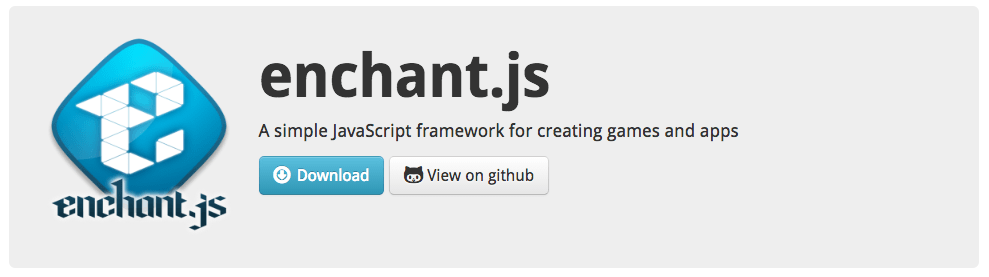 enchant.js
A simple JavaScript framework for creating games and apps
Download
View on github
enchant.js